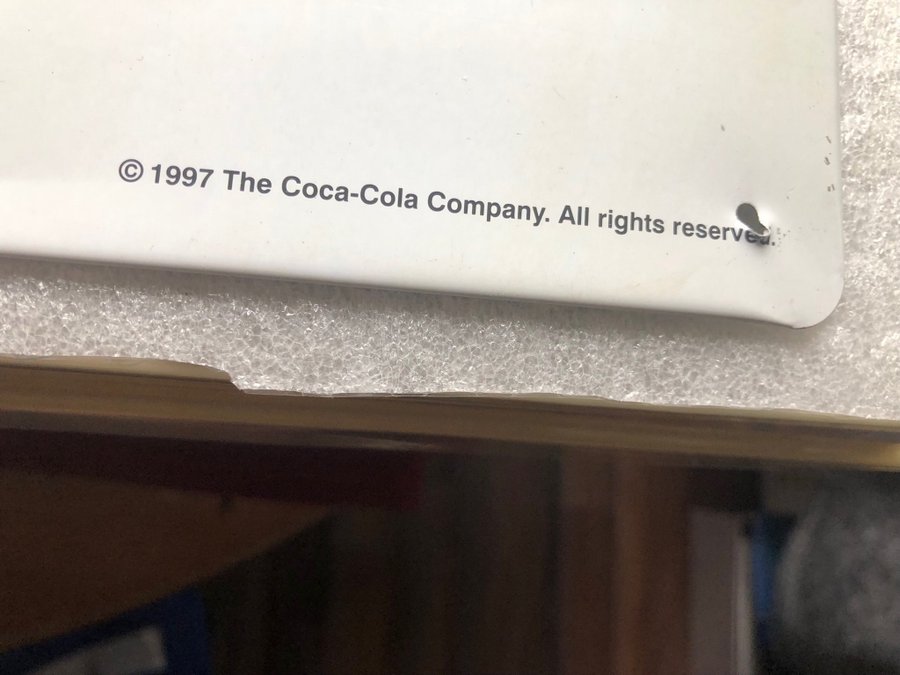 © 1997 The Coca-Cola Company. All rights reserved.